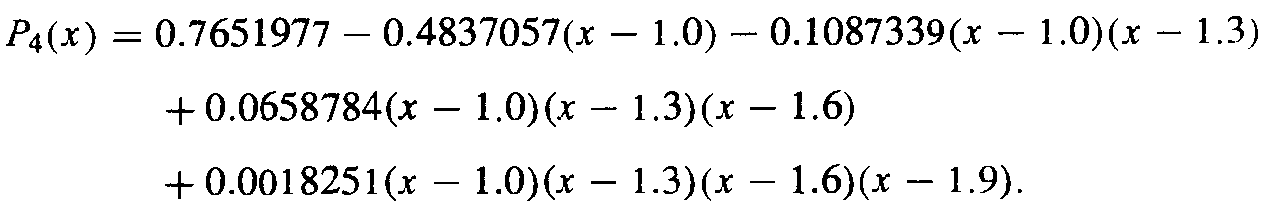 P₄(x) = 0.7651977 − 0.4837057(x − 1.0) − 0.1087339(x − 1.0)(x − 1.3)
+ 0.0658784(x − 1.0)(x − 1.3)(x − 1.6)
+ 0.0018251(x − 1.0)(x − 1.3)(x − 1.6)(x − 1.9).